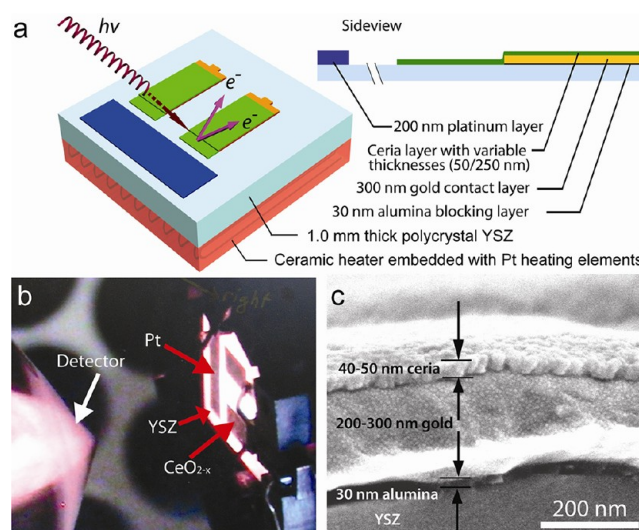 a
hν
e⁻
e⁻
Sideview
200 nm platinum layer
Ceria layer with variable
thicknesses (50/250 nm)
300 nm gold contact layer
30 nm alumina blocking layer
1.0 mm thick polycrystal YSZ
Ceramic heater embedded with Pt heating elements
b
Detector
Pt
YSZ
CeO₂₋ₓ
c
40-50 nm ceria
200-300 nm gold
30 nm alumina
YSZ
200 nm